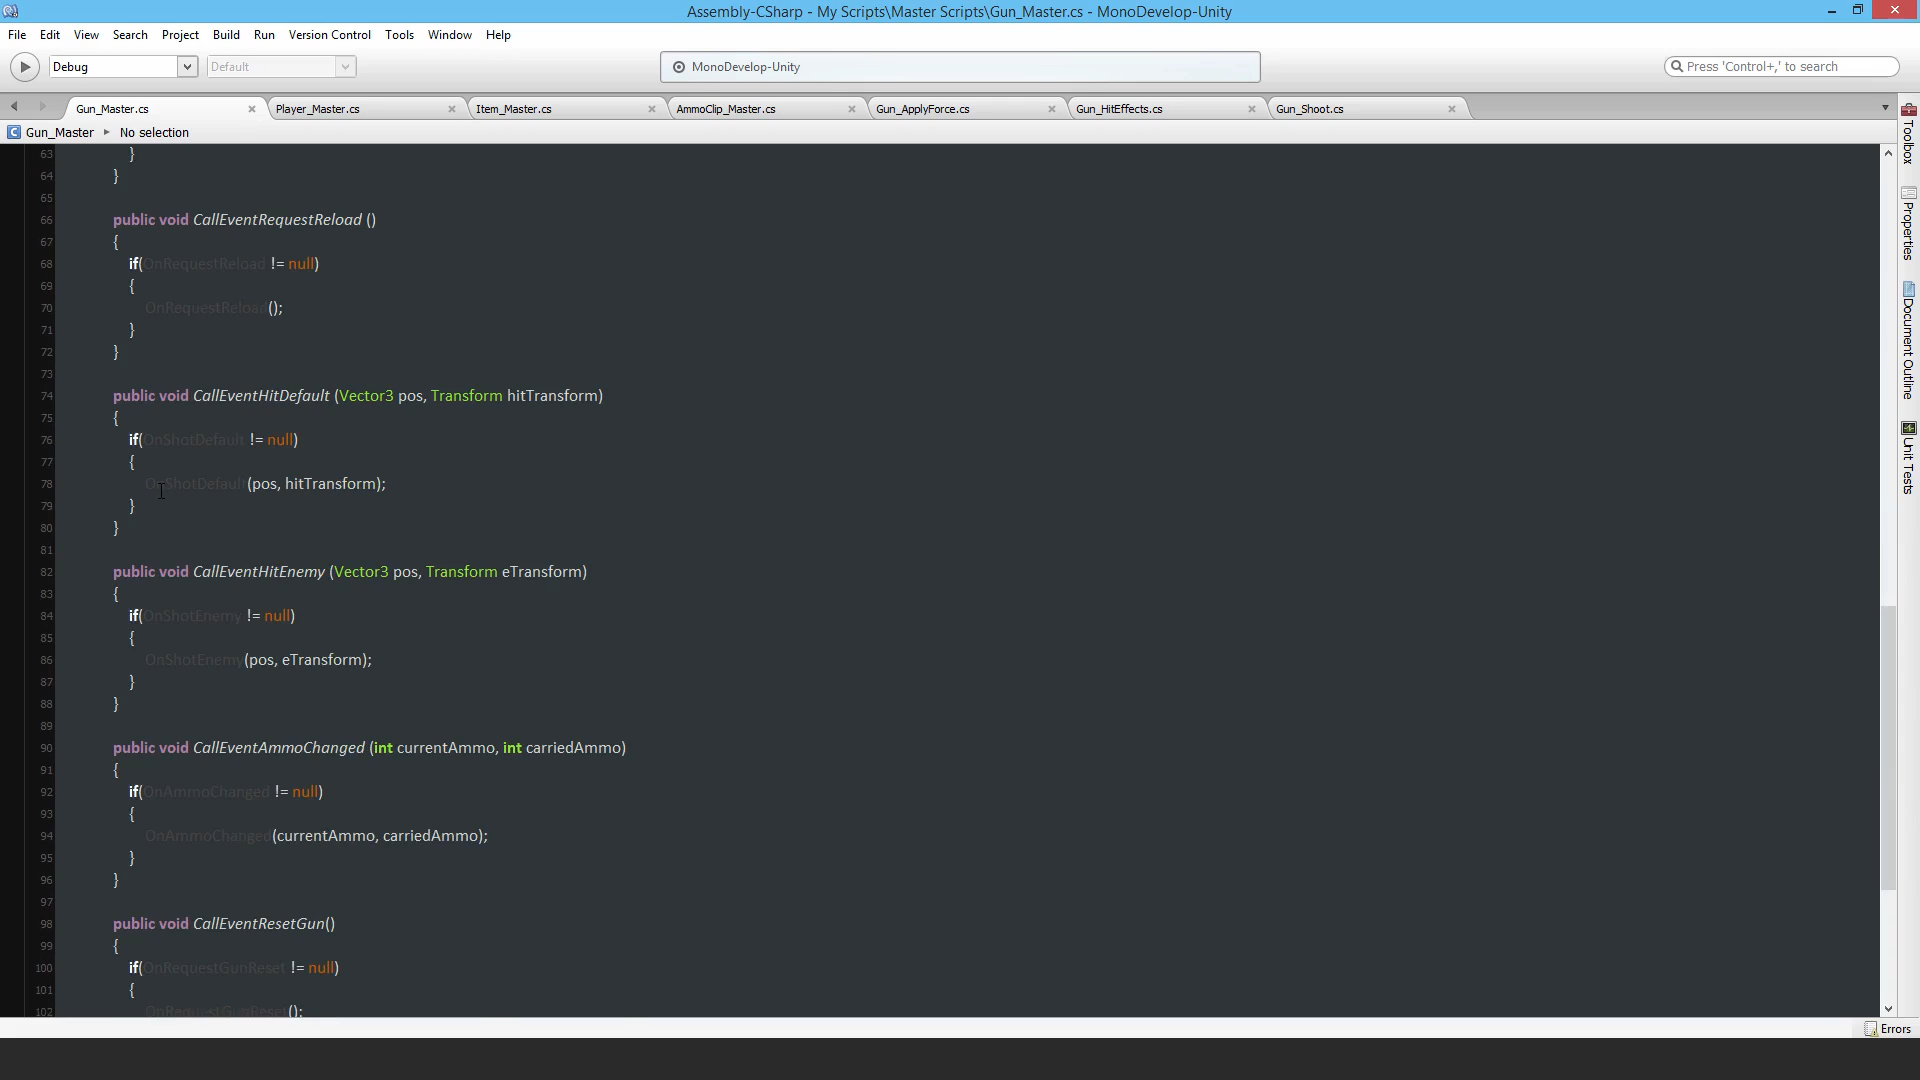 Assembly-CSharp - My Scripts\Master Scripts\Gun_Master.cs - MonoDevelop-Unity
File Edit View Search Project Build Run Version Control Tools Window Help
Debug Default MonoDevelop-Unity Press 'Control+,' to search
Gun_Master.cs Player_Master.cs Item_Master.cs AmmoClip_Master.cs Gun_ApplyForce.cs Gun_HitEffects.cs Gun_Shoot.cs
Gun_Master No selection
63 }
64 }
65
66 public void CallEventRequestReload ()
67 {
68 if(OnRequestReload != null)
69 {
70 OnRequestReload();
71 }
72 }
73
74 public void CallEventHitDefault (Vector3 pos, Transform hitTransform)
75 {
76 if(OnShotDefault != null)
77 {
78 OnShotDefault(pos, hitTransform);
79 }
80 }
81
82 public void CallEventHitEnemy (Vector3 pos, Transform eTransform)
83 {
84 if(OnShotEnemy != null)
85 {
86 OnShotEnemy(pos, eTransform);
87 }
88 }
89
90 public void CallEventAmmoChanged (int currentAmmo, int carriedAmmo)
91 {
92 if(OnAmmoChanged != null)
93 {
94 OnAmmoChanged(currentAmmo, carriedAmmo);
95 }
96 }
97
98 public void CallEventResetGun()
99 {
100 if(OnRequestGunReset != null)
101 {
102 OnRequestGunReset();
Toolbox
Properties
Document Outline
Unit Tests
Errors